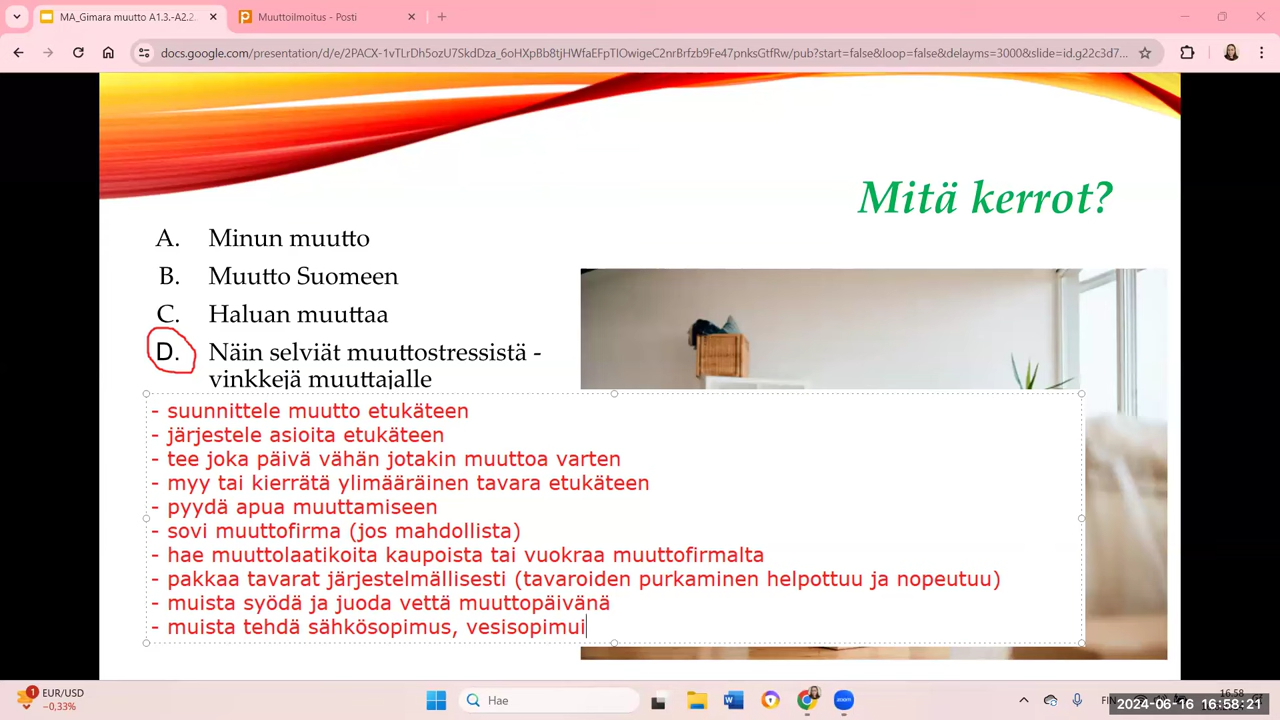 MA_Gimara muutto A1.3.-A2.2.
Muuttoilmoitus - Posti
docs.google.com/presentation/d/e/2PACX-1vTLrDh5ozU7SkdDza_6oHXpBb8tjHWfaEFpTIOwigeC2nrBrfzb9Fe47pnksGtfRw/pub?start=false&loop=false&delayms=3000&slide=id.g22c3d7...
Mitä kerrot?
A. Minun muutto
B. Muutto Suomeen
C. Haluan muuttaa
D. Näin selviät muuttostressistä -
vinkkejä muuttajalle
- suunnittele muutto etukäteen
- järjestele asioita etukäteen
- tee joka päivä vähän jotakin muuttoa varten
- myy tai kierrätä ylimääräinen tavara etukäteen
- pyydä apua muuttamiseen
- sovi muuttofirma (jos mahdollista)
- hae muuttolaatikoita kaupoista tai vuokraa muuttofirmalta
- pakkaa tavarat järjestelmällisesti (tavaroiden purkaminen helpottuu ja nopeutuu)
- muista syödä ja juoda vettä muuttopäivänä
- muista tehdä sähkösopimus, vesisopimui
1
EUR/USD
-0,33%
Hae
zoom
FIN
16.58
2024-06-16 16:58:21